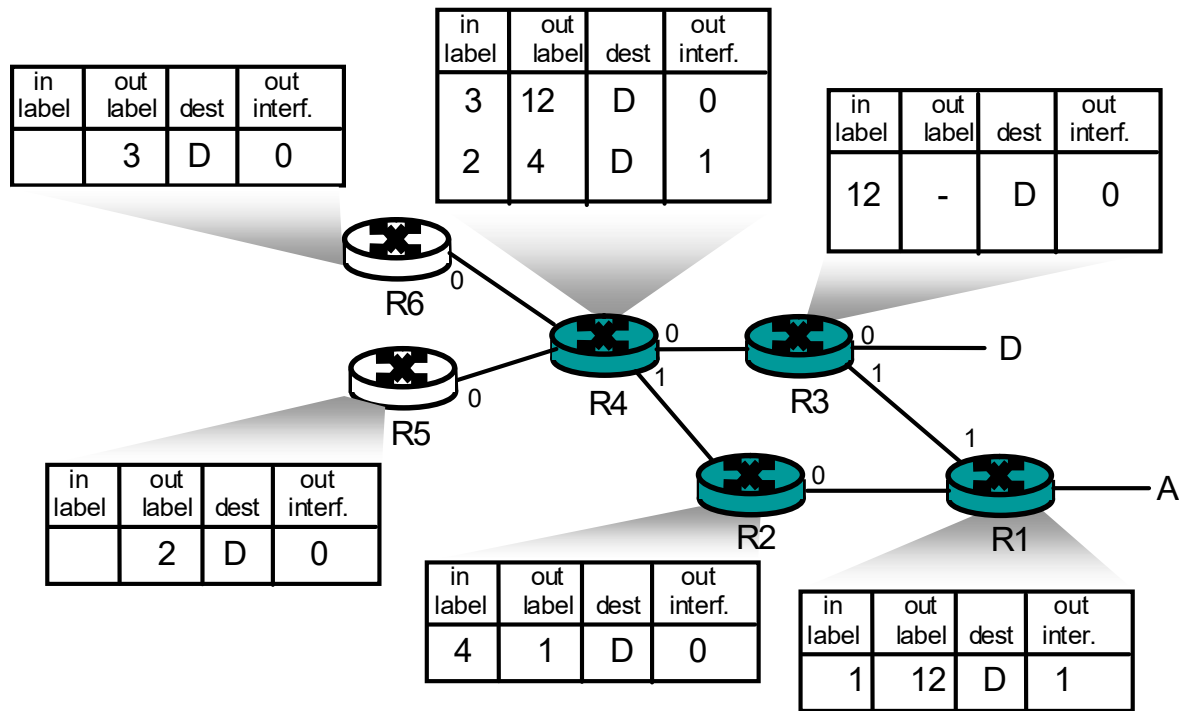 in label out label dest out interf.
3 D 0
in label out label dest out interf.
3 12 D 0
2 4 D 1
in label out label dest out interf.
12 - D 0
R6 0
R5 0
R4 0 1
R3 0 1
D
R2 0
R1 1
A
in label out label dest out interf.
2 D 0
in label out label dest out interf.
4 1 D 0
in label out label dest out inter.
1 12 D 1